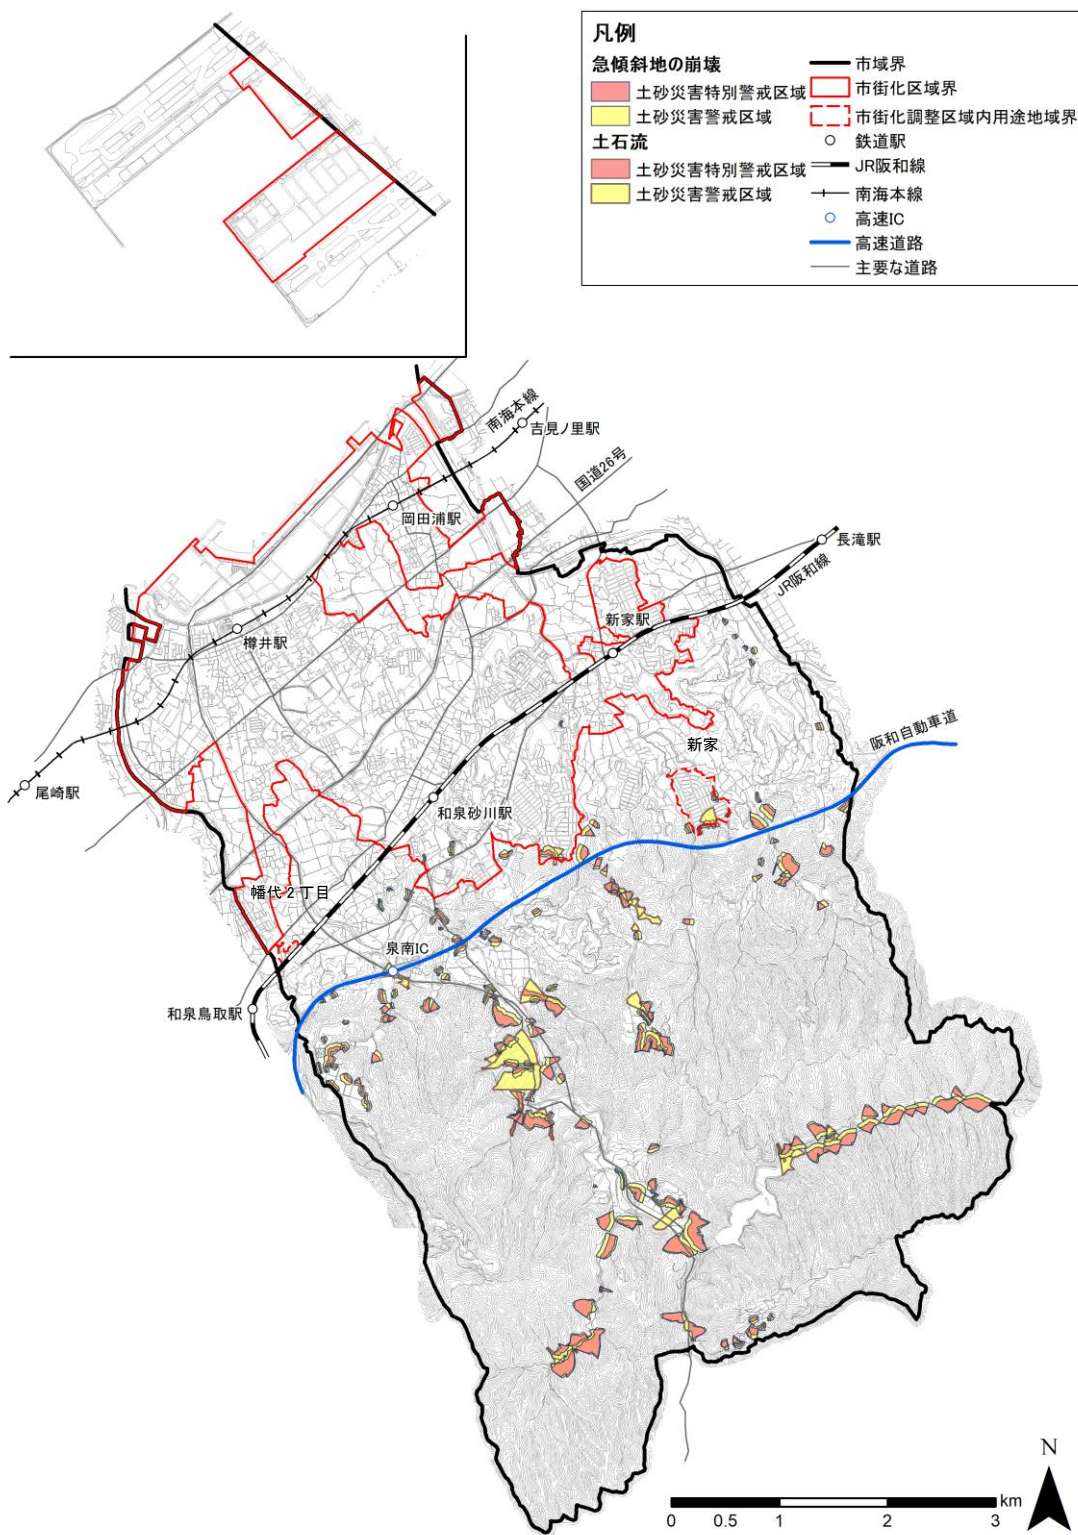 凡例
急傾斜地の崩壊
土砂災害特別警戒区域
土砂災害警戒区域
土石流
土砂災害特別警戒区域
土砂災害警戒区域
市域界
市街化区域界
市街化調整区域内用途地域界
鉄道駅
JR阪和線
南海本線
高速IC
高速道路
主要な道路
南海本線
吉見ノ里駅
国道26号
岡田浦駅
長滝駅
JR阪和線
新家駅
樽井駅
新家
阪和自動車道
尾崎駅
和泉砂川駅
幡代2丁目
泉南IC
和泉鳥取駅
N
km
0 0.5 1 2 3